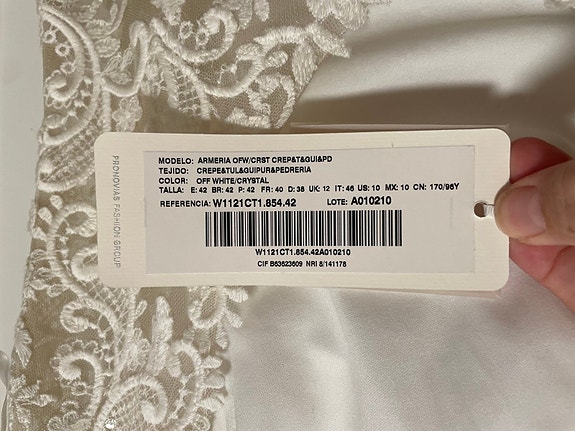 PRONOVIAS FASHION GROUP
MODELO: ARMERIA OFW/CRST CREP&T&GUI&PD
TEJIDO: CREPE&TUL&GUIPUR&PEDRERIA
COLOR: OFF WHITE/CRYSTAL
TALLA: E: 42 BR: 42 P: 42 FR: 40 D: 38 UK: 12 IT: 46 US: 10 MX: 10 CN: 170/96Y
REFERENCIA: W1121CT1.854.42 LOTE: A010210
W1121CT1.854.42A010210
CIF B63623609 NRI 8/141178